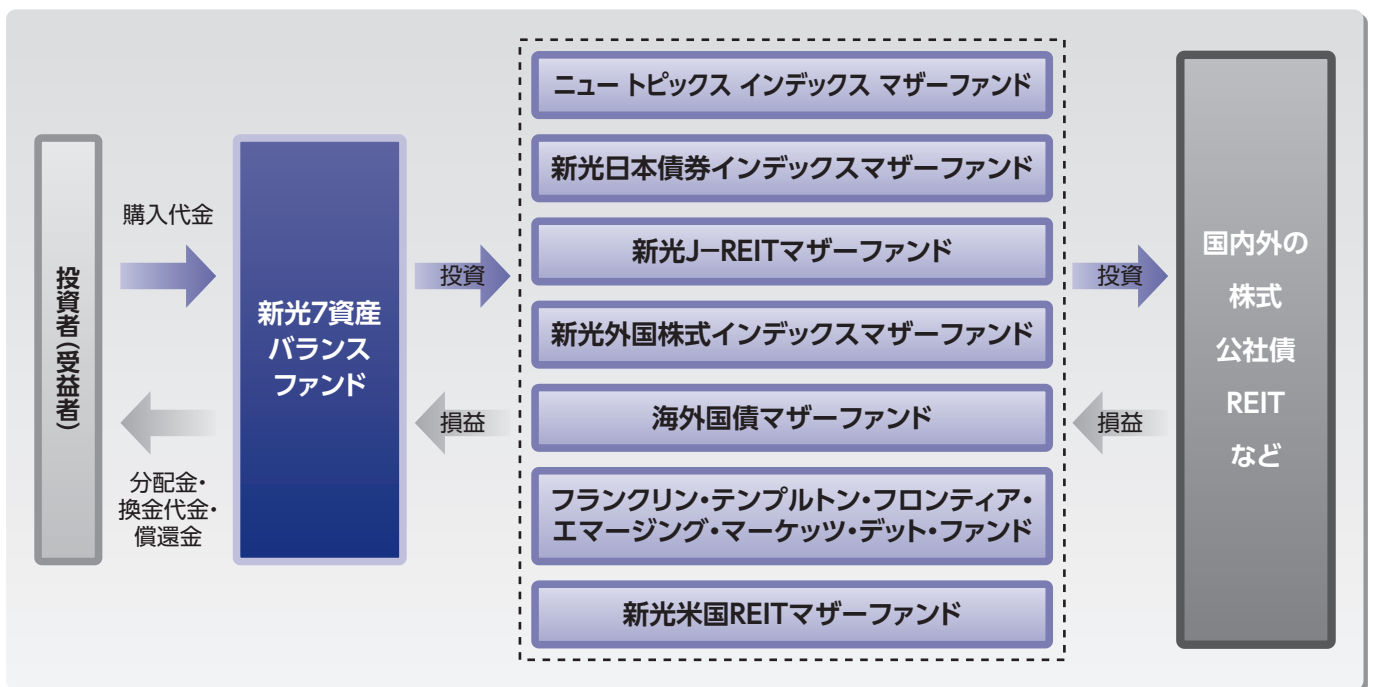 投資者(受益者)
購入代金
分配金・
換金代金・
償還金
新光7資産
バランス
ファンド
投資
損益
ニュー トピックス インデックス マザーファンド
新光日本債券インデックスマザーファンド
新光J−REITマザーファンド
新光外国株式インデックスマザーファンド
海外国債マザーファンド
フランクリン・テンプルトン・フロンティア・
エマージング・マーケッツ・デット・ファンド
新光米国REITマザーファンド
投資
損益
国内外の
株式
公社債
REIT
など